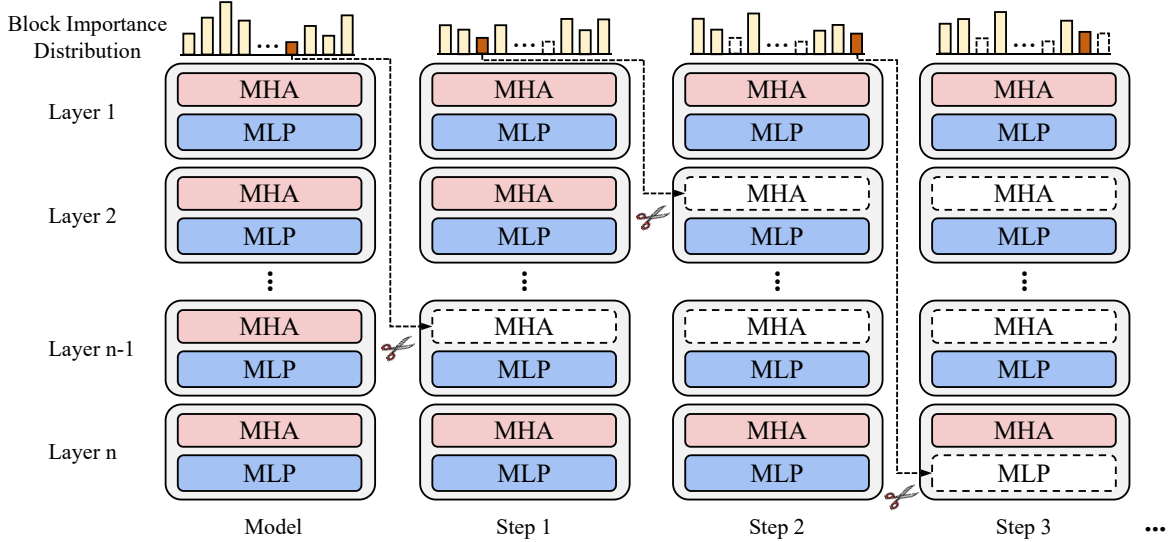 Block Importance
Distribution
...
...
...
...
Layer 1
MHA
MHA
MHA
MHA
MLP
MLP
MLP
MLP
Layer 2
MHA
MHA
MHA
MHA
MLP
MLP
MLP
MLP
Layer n-1
MHA
MHA
MHA
MHA
MLP
MLP
MLP
MLP
Layer n
MHA
MHA
MHA
MHA
MLP
MLP
MLP
MLP
Model
Step 1
Step 2
Step 3
...